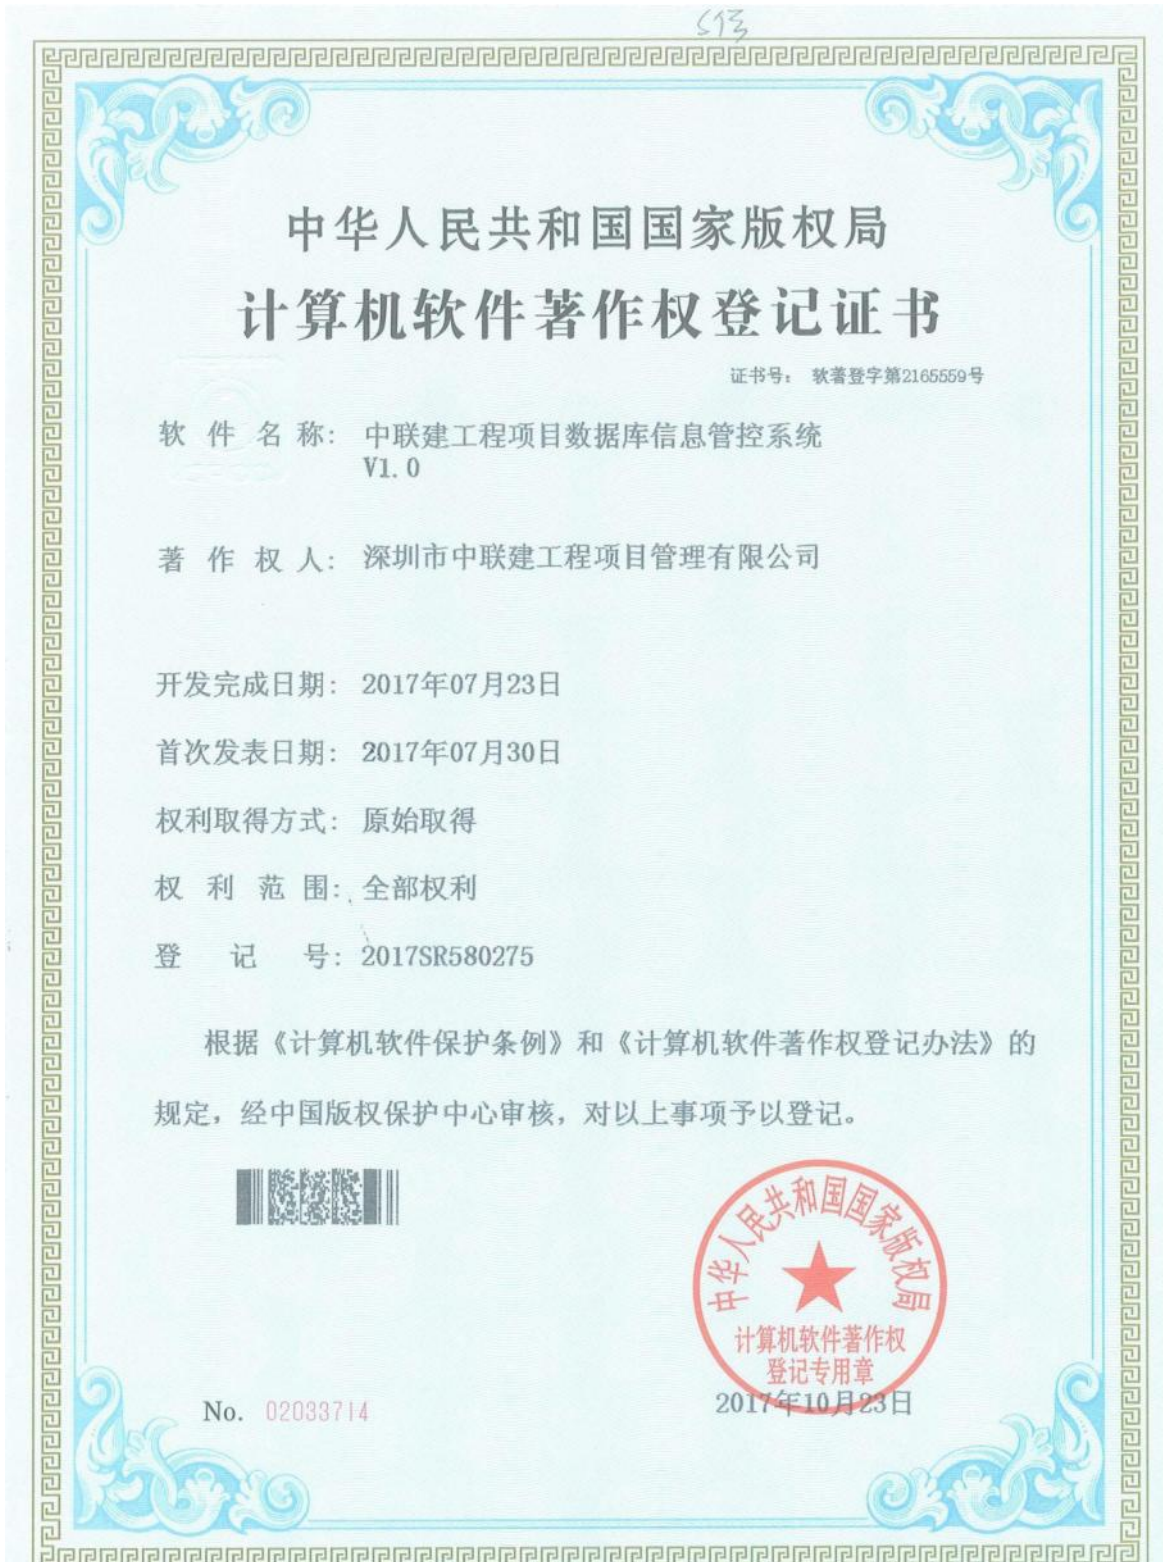 中华人民共和国国家版权局
计算机软件著作权登记证书
证书号： 软著登字第2165559号
软件名称： 中联建工程项目数据库信息管控系统
V1.0
著作权人： 深圳市中联建工程项目管理有限公司
开发完成日期： 2017年07月23日
首次发表日期： 2017年07月30日
权利取得方式： 原始取得
权利范围： 全部权利
登记号： 2017SR580275
根据《计算机软件保护条例》和《计算机软件著作权登记办法》的
规定，经中国版权保护中心审核，对以上事项予以登记。
中华人民共和国国家版权局
计算机软件著作权
登记专用章
2017年10月23日
No. 02033714